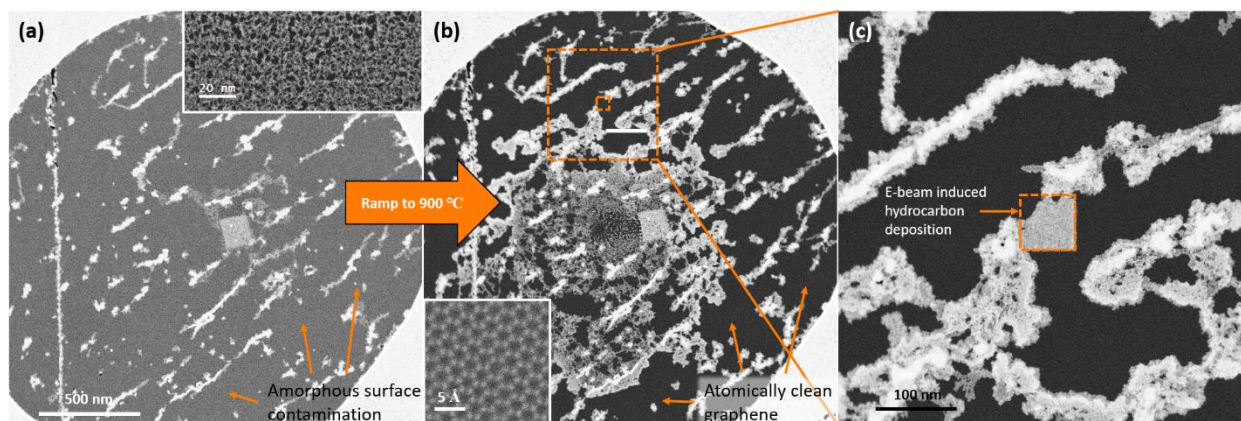 (a)
20 nm
500 nm
Amorphous surface
contamination
Ramp to 900 ℃
(b)
5 Å
Atomically clean
graphene
(c)
E-beam induced
hydrocarbon
deposition
100 nm